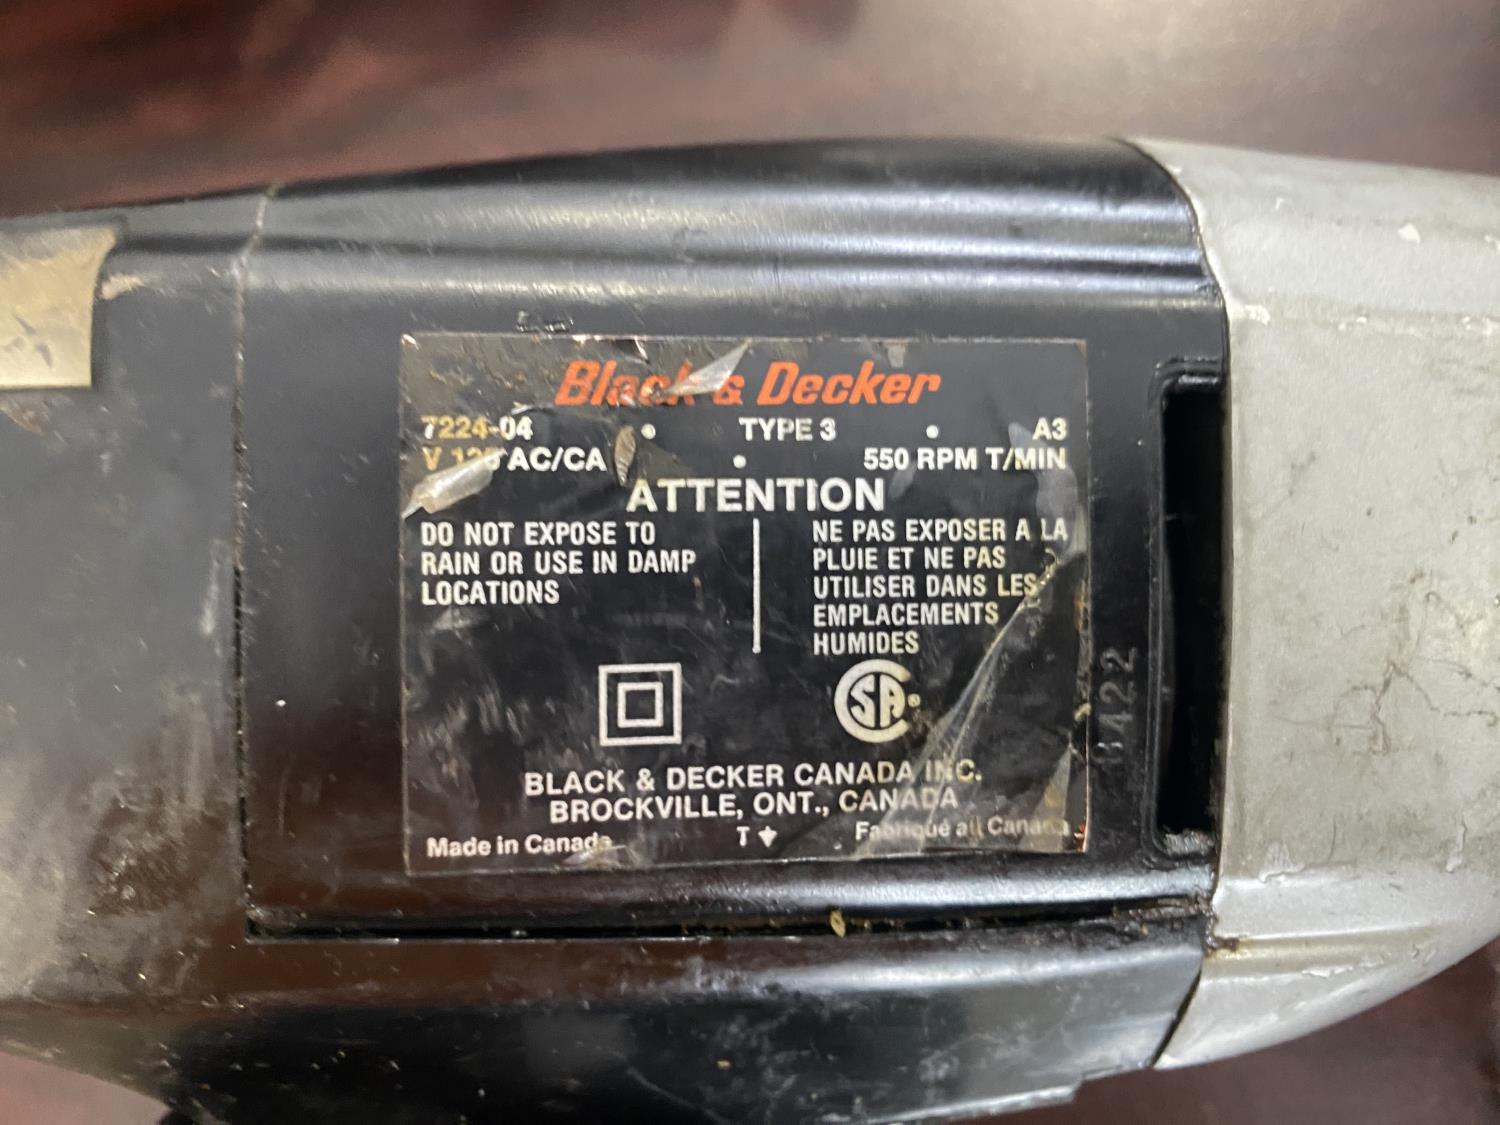 Black & Decker
7224-04 • TYPE 3 • A3
V AC/CA • 550 RPM T/MIN
ATTENTION
DO NOT EXPOSE TO
RAIN OR USE IN DAMP
LOCATIONS
NE PAS EXPOSER A LA
PLUIE ET NE PAS
UTILISER DANS LES
EMPLACEMENTS
HUMIDES
CSA®
BLACK & DECKER CANADA INC.
BROCKVILLE, ONT., CANADA
Made in Canada T Fabriqué au Canada
8422